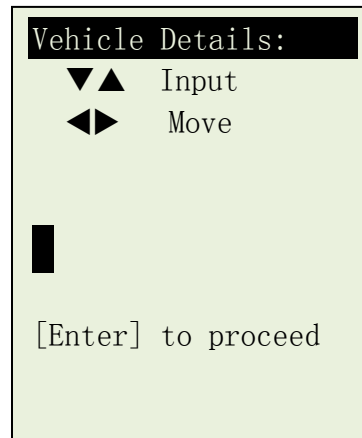 Vehicle Details:
▼▲ Input
◀▶ Move
[Enter] to proceed